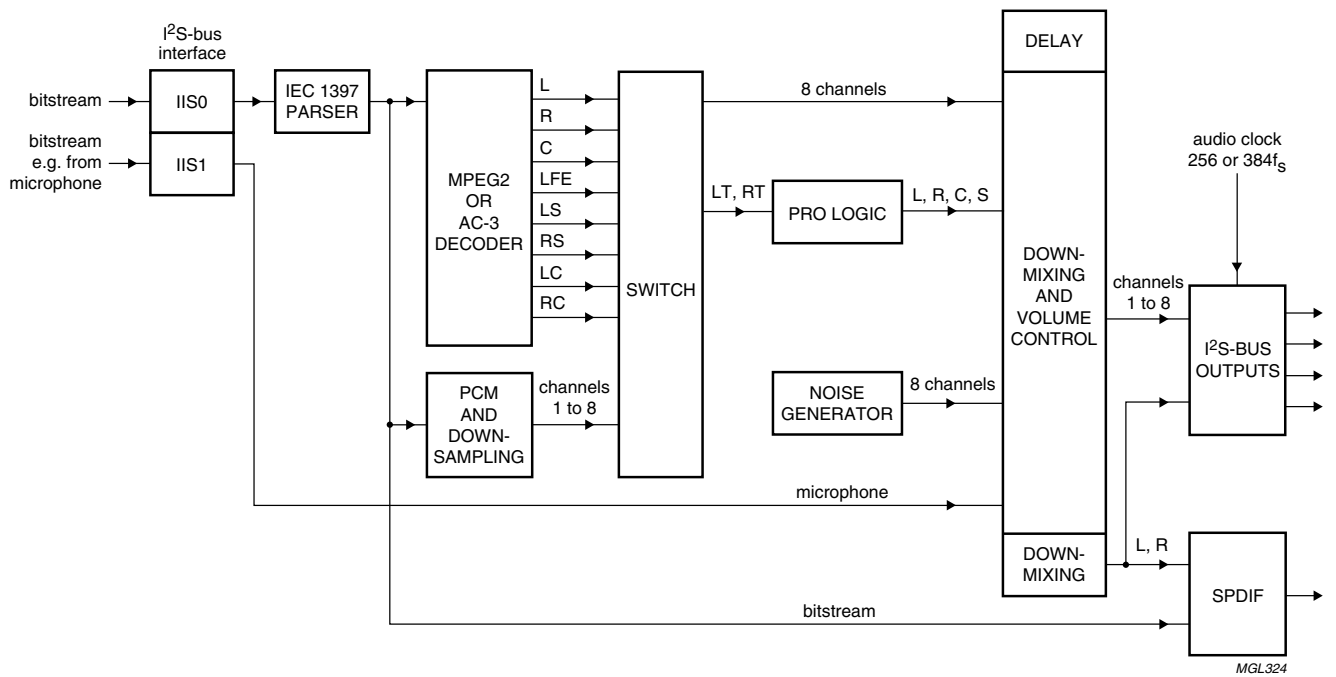 I²S-bus
interface
bitstream
IIS0
bitstream
e.g. from
microphone
IIS1
IEC 1397
PARSER
MPEG2
OR
AC-3
DECODER
L
R
C
LFE
LS
RS
LC
RC
PCM
AND
DOWN-
SAMPLING
channels
1 to 8
SWITCH
8 channels
LT, RT
PRO LOGIC
L, R, C, S
NOISE
GENERATOR
8 channels
microphone
bitstream
DELAY
DOWN-
MIXING
AND
VOLUME
CONTROL
DOWN-
MIXING
channels
1 to 8
L, R
audio clock
256 or 384fₛ
I²S-BUS
OUTPUTS
SPDIF
MGL324